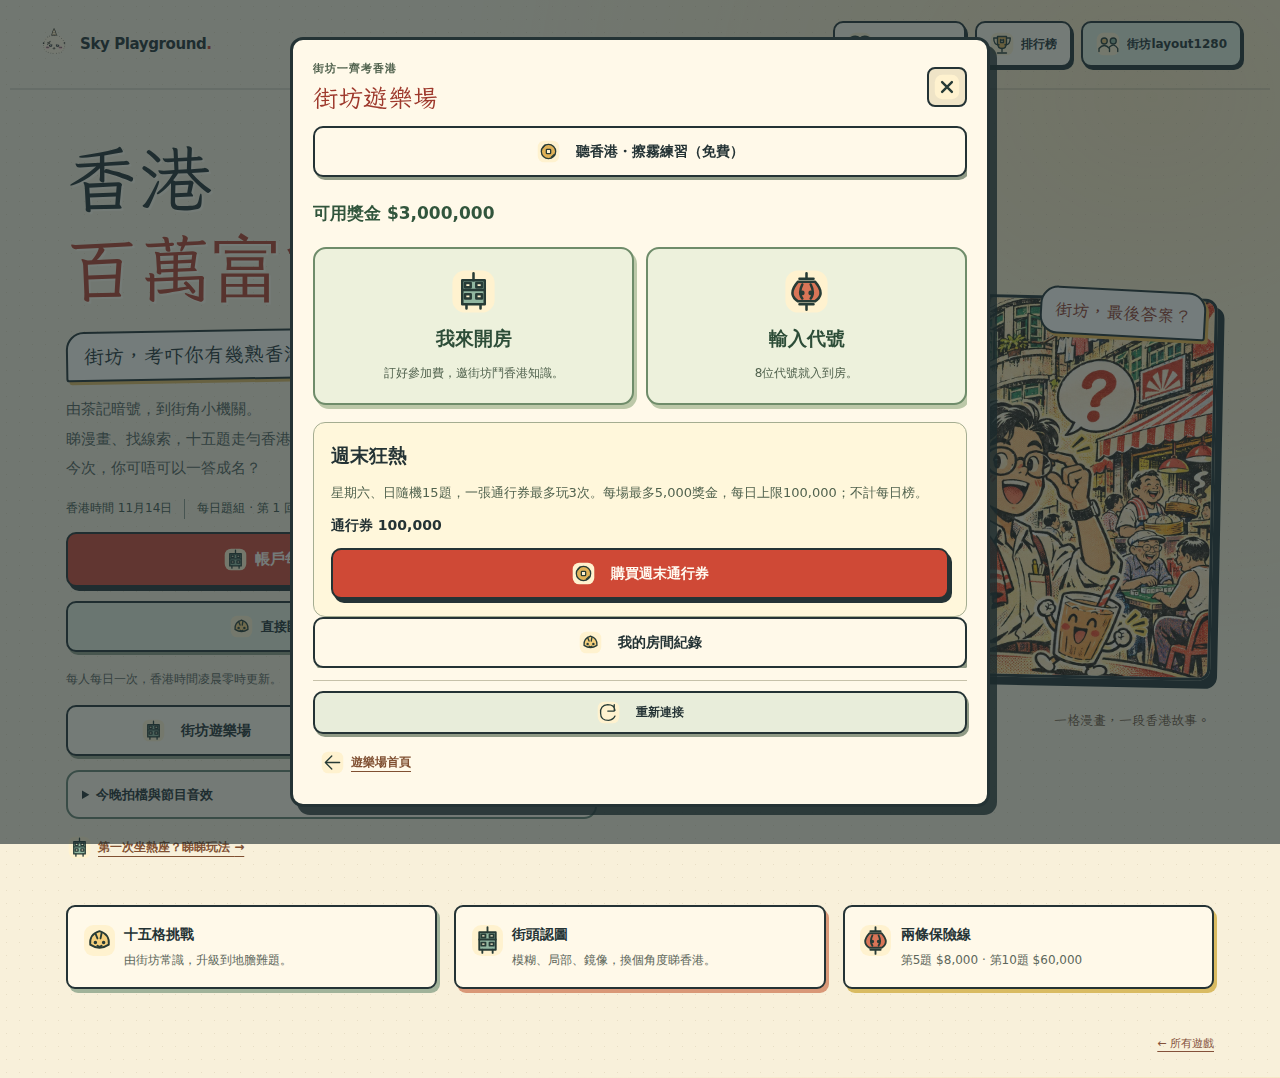 Sky Playground.
排行榜
街坊layout1280
街坊一齊考香港
街坊遊樂場
聽香港・擦霧練習（免費）
可用獎金 $3,000,000
我來開房
訂好參加費，邀街坊鬥香港知識。
輸入代號
8位代號就入到房。
週末狂熱
星期六、日隨機15題，一張通行券最多玩3次。每場最多5,000獎金，每日上限100,000；不計每日榜。
通行券 100,000
購買週末通行券
我的房間紀錄
重新連接
遊樂場首頁
香港
百萬富
街坊，考吓你有幾熟香
由茶記暗號，到街角小機關。
睇漫畫、找線索，十五題走勻香港
今次，你可唔可以一答成名？
香港時間 11月14日
每日題組 · 第 1
帳戶
直接
每人每日一次，香港時間凌晨零時更新。
街坊遊樂場
今晚拍檔與節目音效
第一次坐熱座？睇睇玩法 →
街坊，最後答案？
?
一格漫畫，一段香港故事。
十五格挑戰
由街坊常識，升級到地膽難題。
街頭認圖
模糊、局部、鏡像，換個角度睇香港。
兩條保險線
第5題 $8,000 · 第10題 $60,000
← 所有遊戲